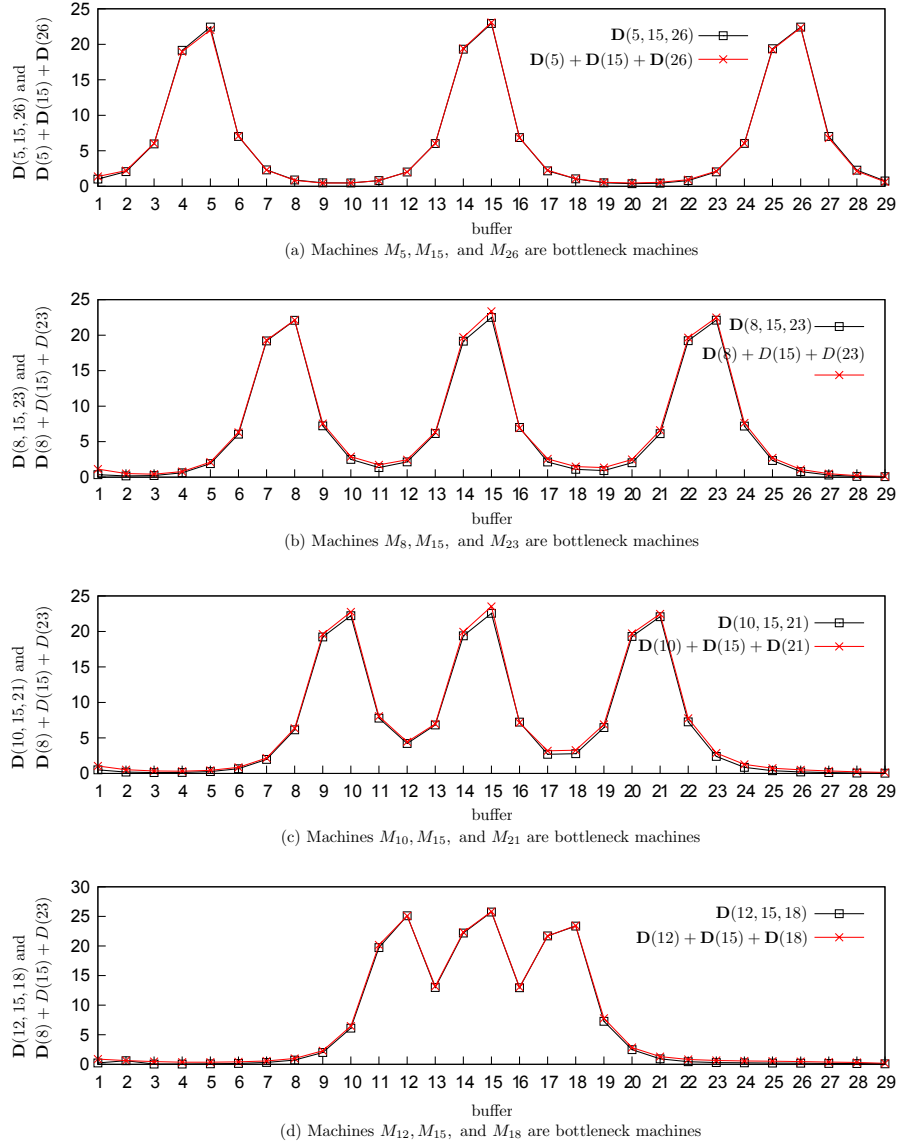 D(5, 15, 26) and
D(5) + D(15) + D(26)
25
20
15
10
5
0
D(5, 15, 26)
D(5) + D(15) + D(26)
1 2 3 4 5 6 7 8 9 10 11 12 13 14 15 16 17 18 19 20 21 22 23 24 25 26 27 28 29
buffer
(a) Machines M5, M15, and M26 are bottleneck machines
D(8, 15, 23) and
D(8) + D(15) + D(23)
25
20
15
10
5
0
D(8, 15, 23)
D(8) + D(15) + D(23)
1 2 3 4 5 6 7 8 9 10 11 12 13 14 15 16 17 18 19 20 21 22 23 24 25 26 27 28 29
buffer
(b) Machines M8, M15, and M23 are bottleneck machines
D(10, 15, 21) and
D(8) + D(15) + D(23)
25
20
15
10
5
0
D(10, 15, 21)
D(10) + D(15) + D(21)
1 2 3 4 5 6 7 8 9 10 11 12 13 14 15 16 17 18 19 20 21 22 23 24 25 26 27 28 29
buffer
(c) Machines M10, M15, and M21 are bottleneck machines
D(12, 15, 18) and
D(8) + D(15) + D(23)
30
25
20
15
10
5
0
D(12, 15, 18)
D(12) + D(15) + D(18)
1 2 3 4 5 6 7 8 9 10 11 12 13 14 15 16 17 18 19 20 21 22 23 24 25 26 27 28 29
buffer
(d) Machines M12, M15, and M18 are bottleneck machines